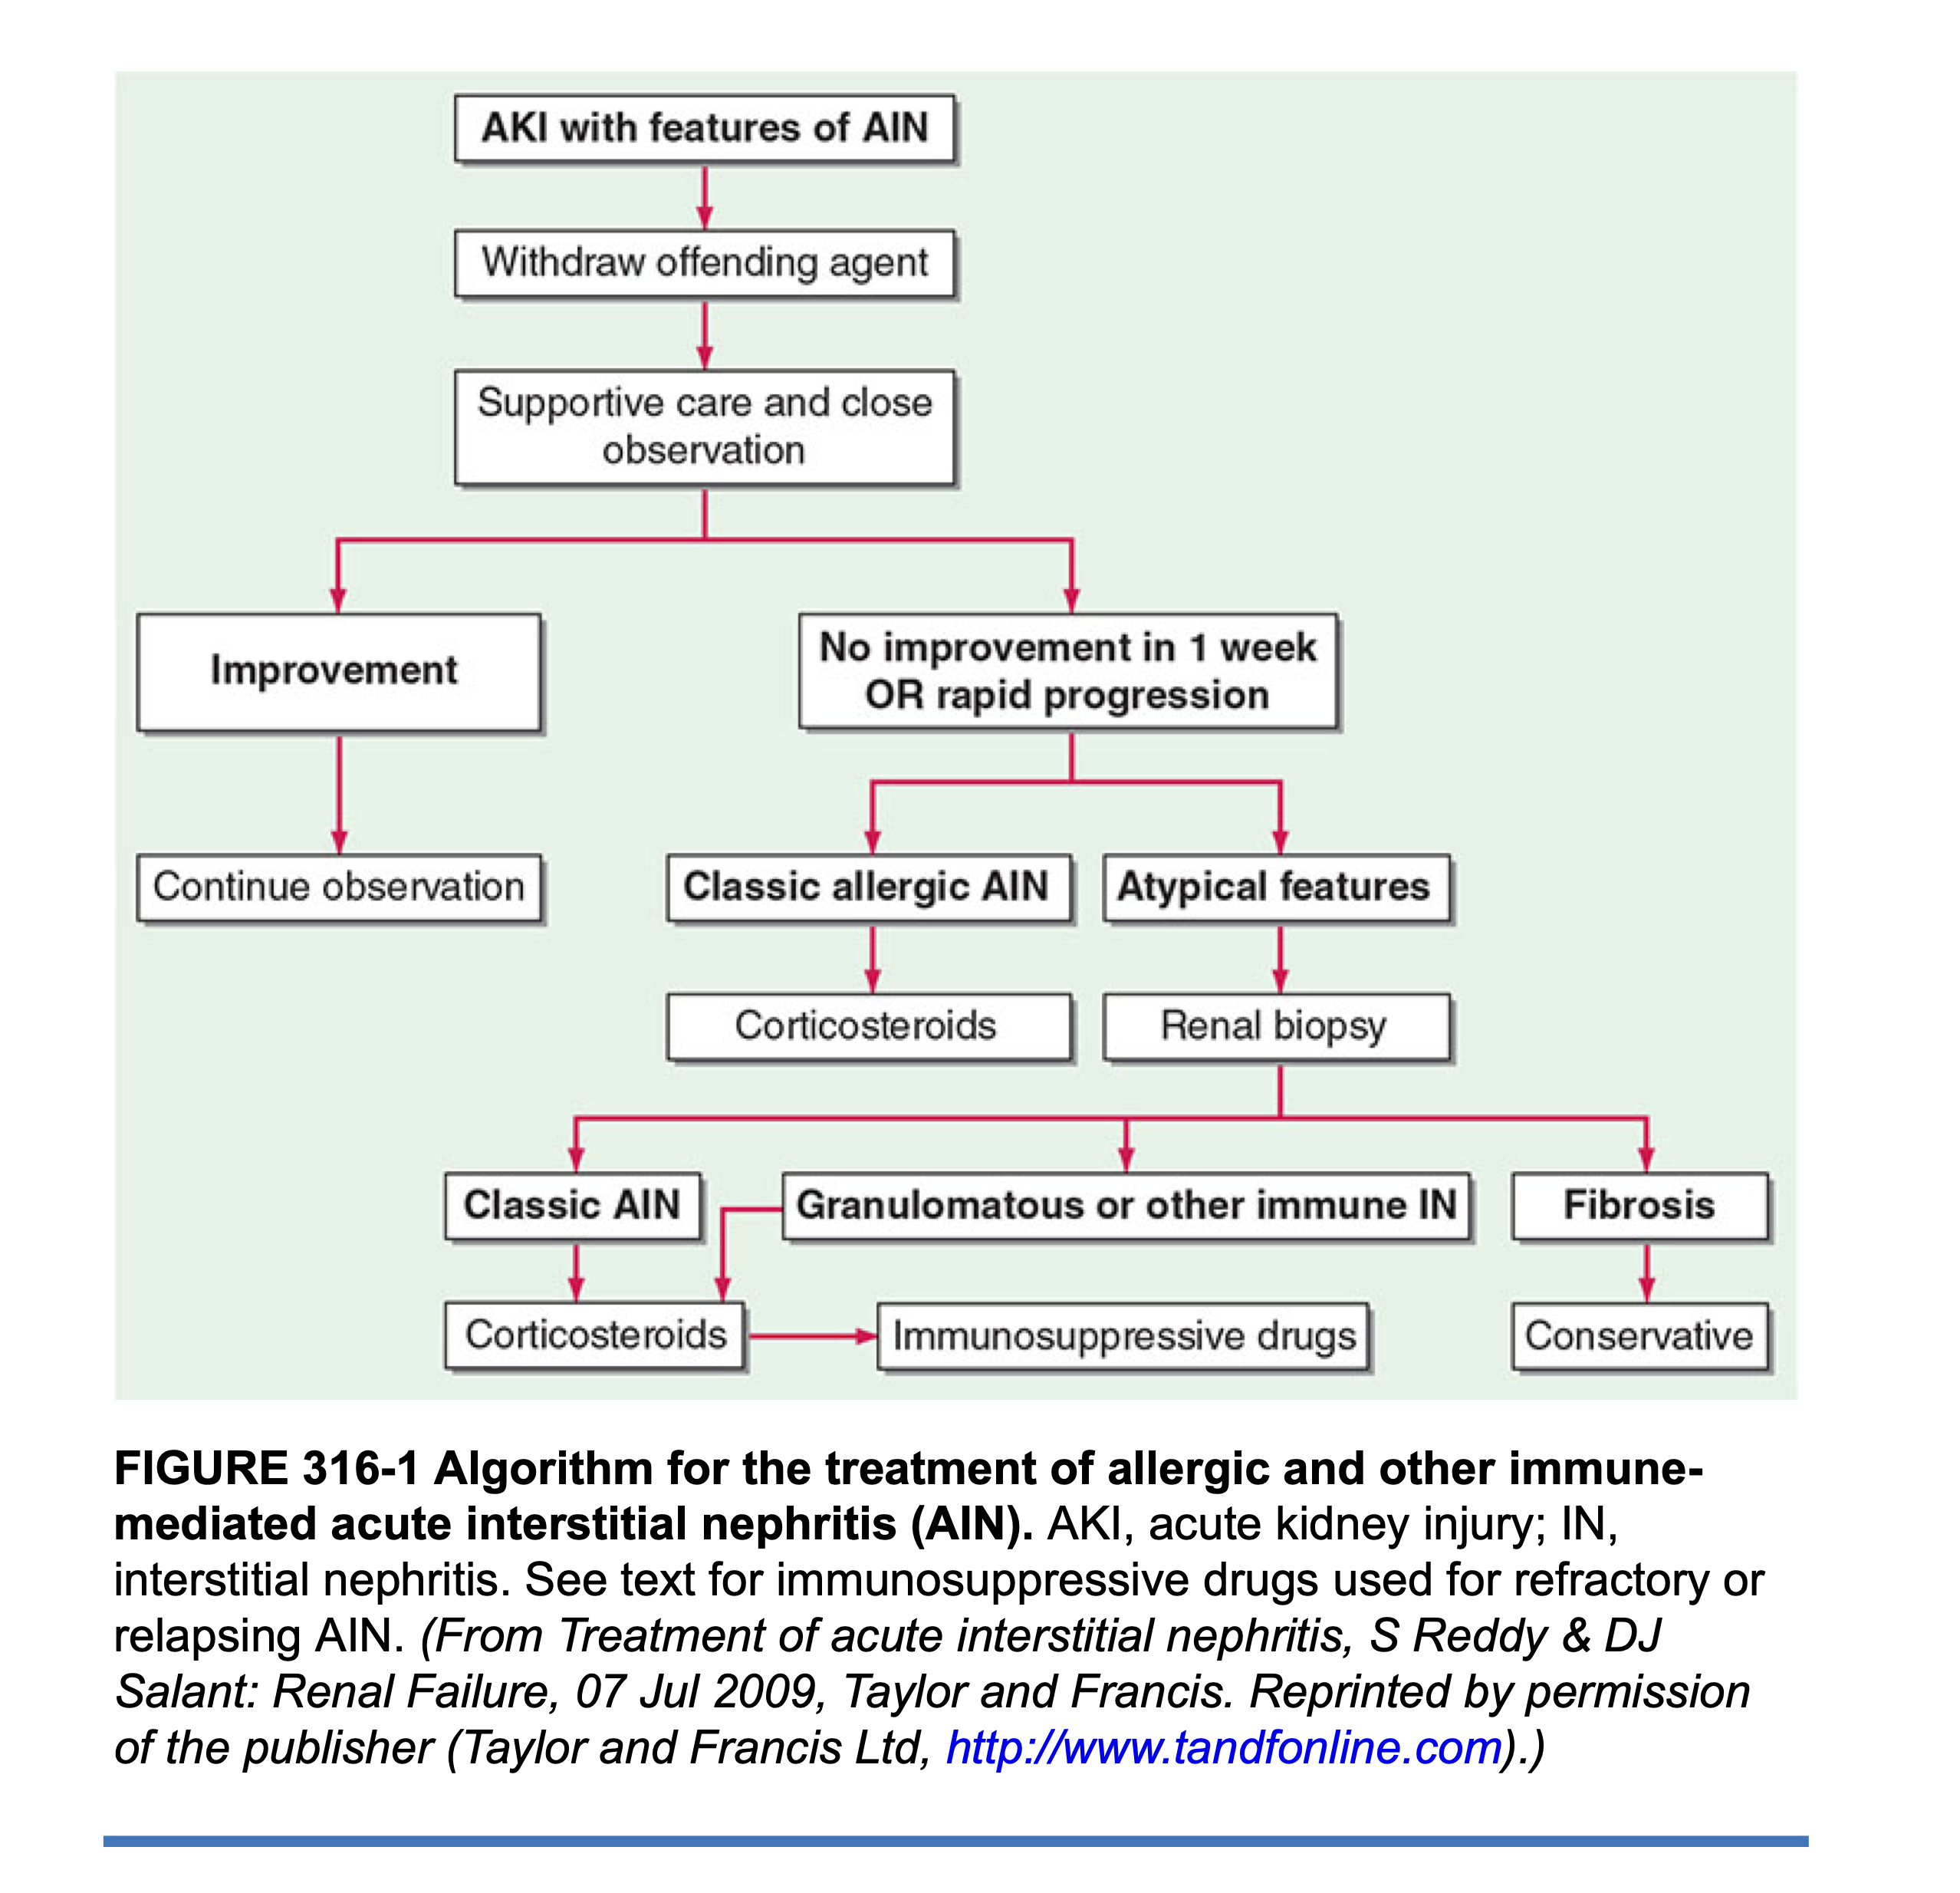 AKI with features of AIN
Withdraw offending agent
Supportive care and close
observation
Improvement
No improvement in 1 week
OR rapid progression
Continue observation
Classic allergic AIN
Atypical features
Corticosteroids
Renal biopsy
Classic AIN
Granulomatous or other immune IN
Fibrosis
Corticosteroids
Immunosuppressive drugs
Conservative
FIGURE 316-1 Algorithm for the treatment of allergic and other immune-
mediated acute interstitial nephritis (AIN). AKI, acute kidney injury; IN,
interstitial nephritis. See text for immunosuppressive drugs used for refractory or
relapsing AIN. (From Treatment of acute interstitial nephritis, S Reddy & DJ
Salant: Renal Failure, 07 Jul 2009, Taylor and Francis. Reprinted by permission
of the publisher (Taylor and Francis Ltd, http://www.tandfonline.com).)